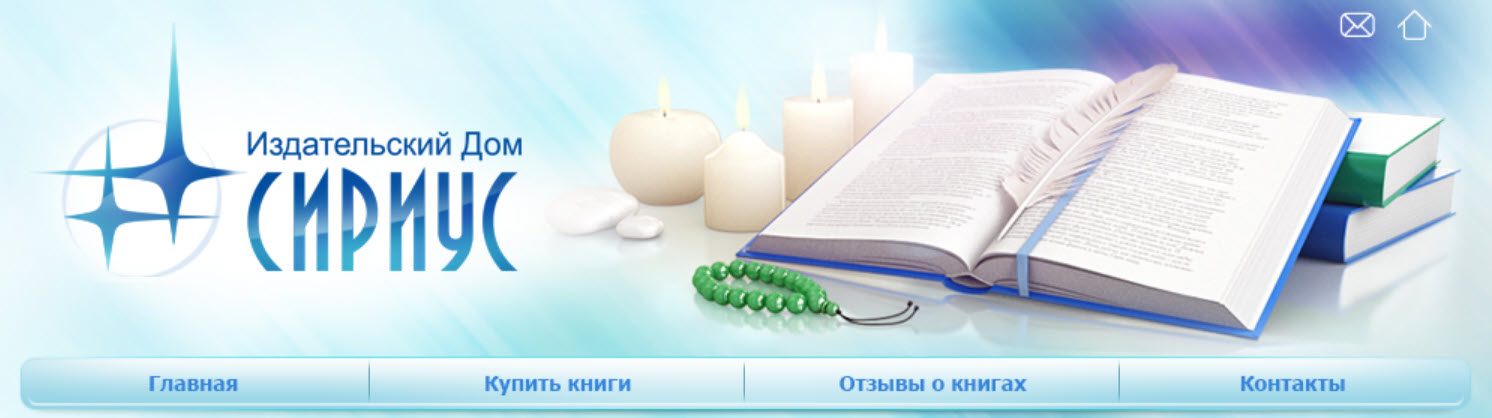 Издательский Дом
СИРИУС
Главная
Купить книги
Отзывы о книгах
Контакты